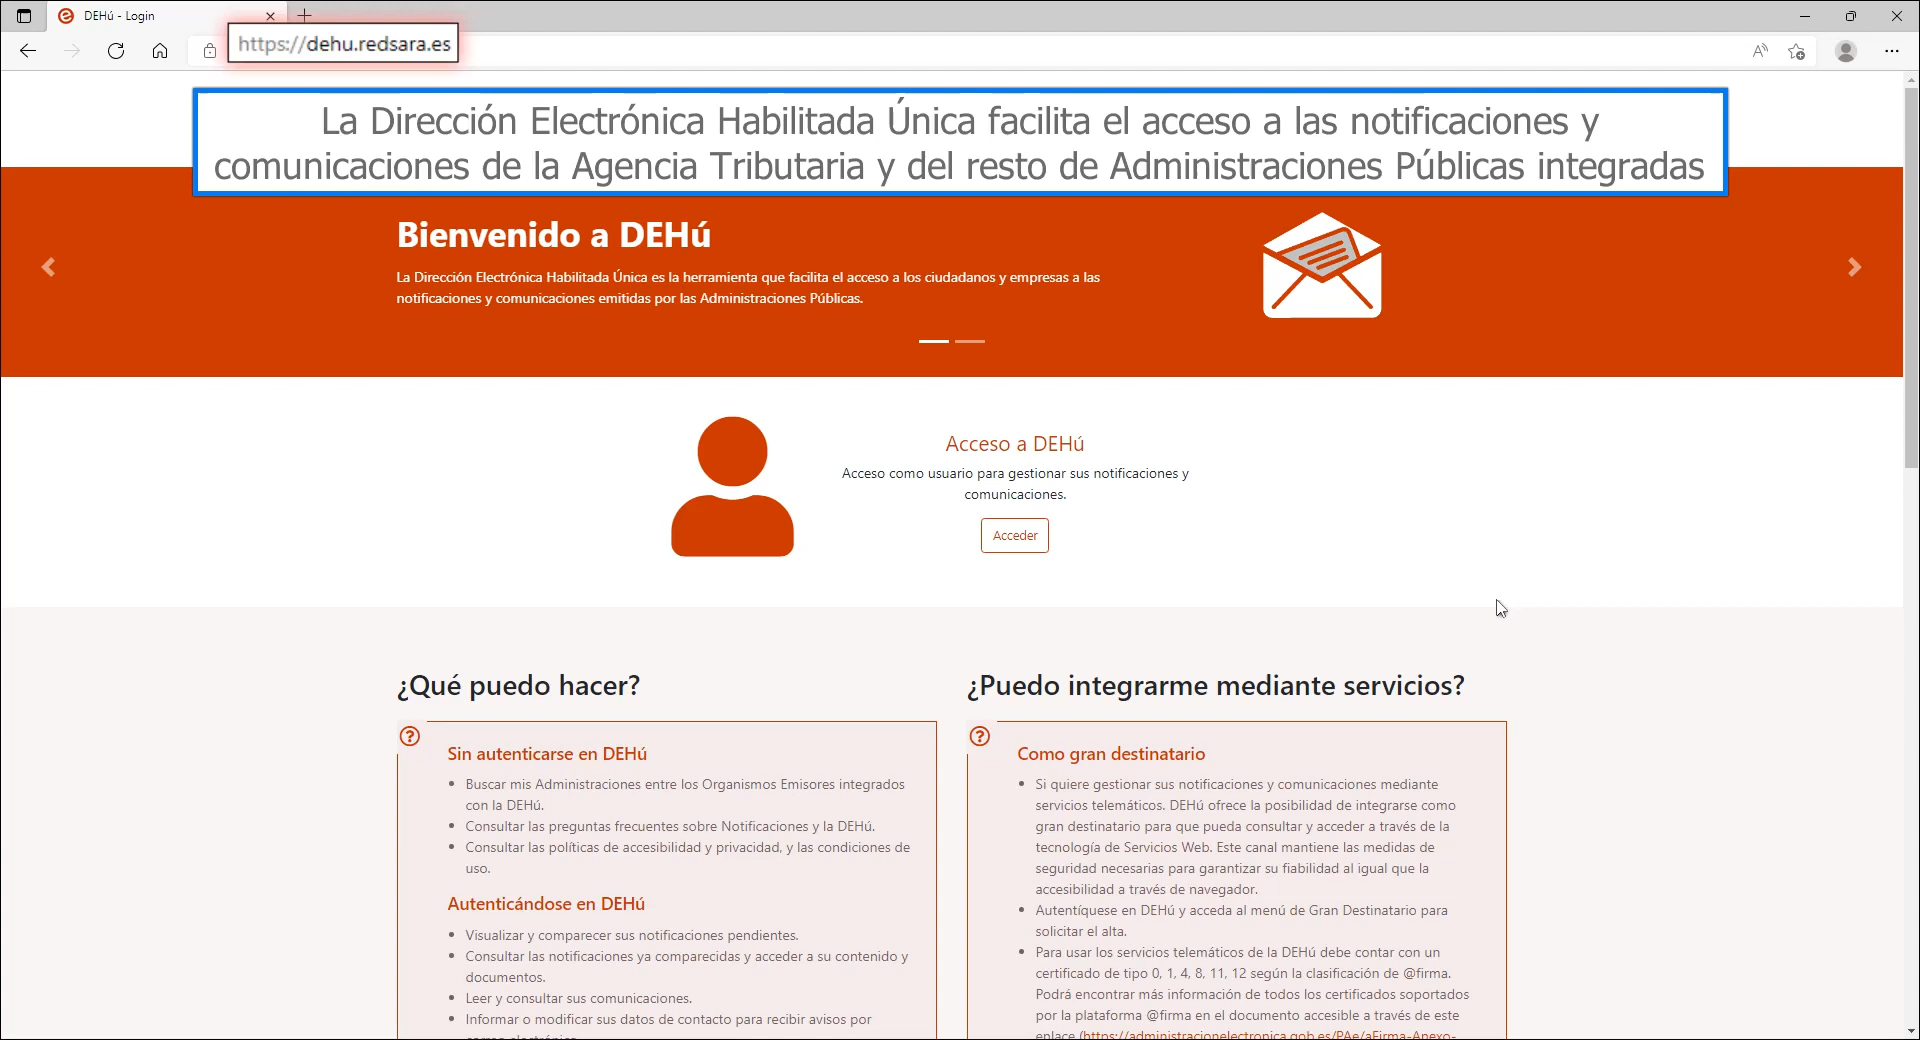 DEHú - Login
https://dehu.redsara.es
La Dirección Electrónica Habilitada Única facilita el acceso a las notificaciones y
comunicaciones de la Agencia Tributaria y del resto de Administraciones Públicas integradas
Bienvenido a DEHú
La Dirección Electrónica Habilitada Única es la herramienta que facilita el acceso a los ciudadanos y empresas a las
notificaciones y comunicaciones emitidas por las Administraciones Públicas.
Acceso a DEHú
Acceso como usuario para gestionar sus notificaciones y
comunicaciones.
Acceder
¿Qué puedo hacer?
Sin autenticarse en DEHú
• Buscar mis Administraciones entre los Organismos Emisores integrados
con la DEHú.
• Consultar las preguntas frecuentes sobre Notificaciones y la DEHú.
• Consultar las políticas de accesibilidad y privacidad, y las condiciones de
uso.
Autenticándose en DEHú
• Visualizar y comparecer sus notificaciones pendientes.
• Consultar las notificaciones ya comparecidas y acceder a su contenido y
documentos.
• Leer y consultar sus comunicaciones.
• Informar o modificar sus datos de contacto para recibir avisos por
¿Puedo integrarme mediante servicios?
Como gran destinatario
• Si quiere gestionar sus notificaciones y comunicaciones mediante
servicios telemáticos. DEHú ofrece la posibilidad de integrarse como
gran destinatario para que pueda consultar y acceder a través de la
tecnología de Servicios Web. Este canal mantiene las medidas de
seguridad necesarias para garantizar su fiabilidad al igual que la
accesibilidad a través de navegador.
• Autentíquese en DEHú y acceda al menú de Gran Destinatario para
solicitar el alta.
• Para usar los servicios telemáticos de la DEHú debe contar con un
certificado de tipo 0, 1, 4, 8, 11, 12 según la clasificación de @firma.
Podrá encontrar más información de todos los certificados soportados
por la plataforma @firma en el documento accesible a través de este
enlace (https://administracionelectronica.gob.es/PAe/aFirma-Anexo-